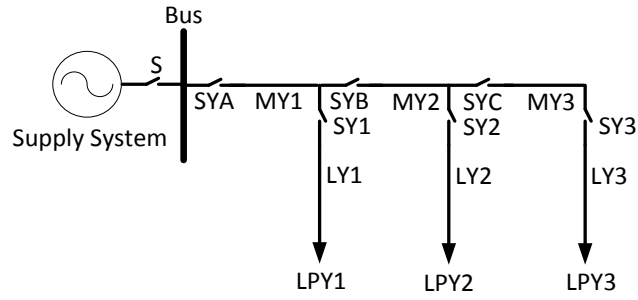 Bus
S
SYA
MY1
SYB
MY2
SYC
MY3
Supply System
SY1
SY2
SY3
LY1
LY2
LY3
LPY1
LPY2
LPY3